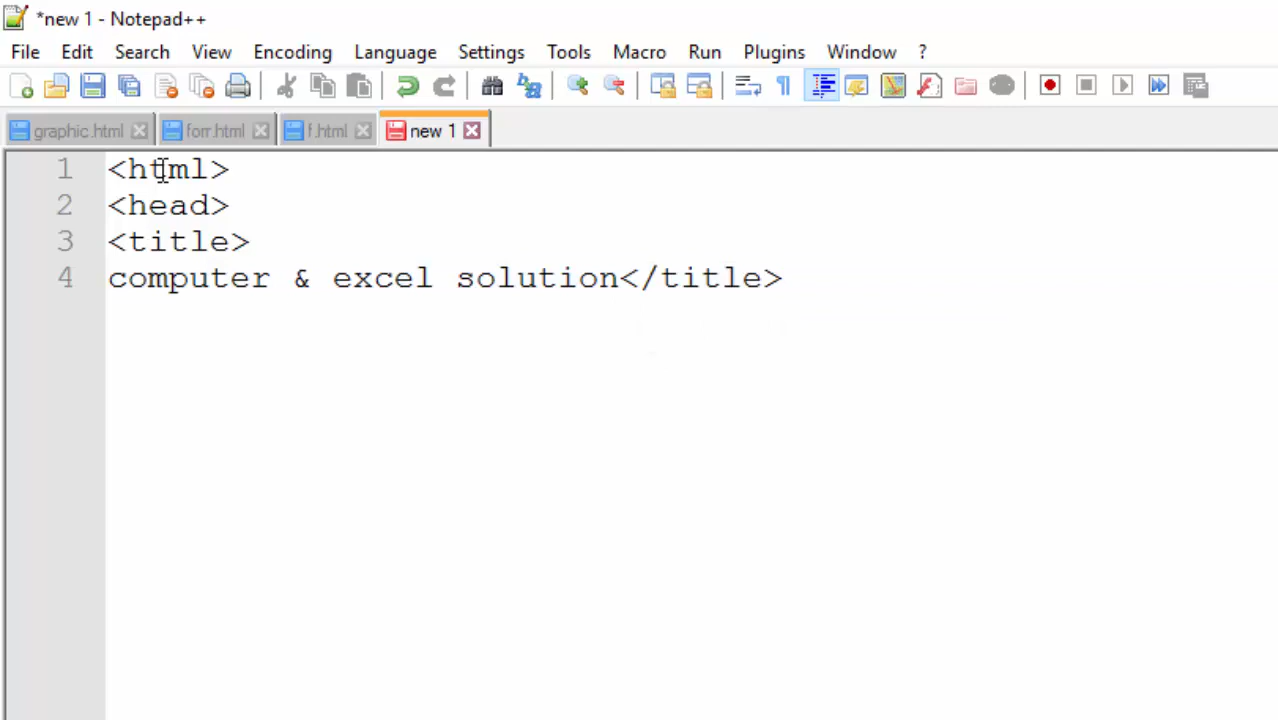 *new 1 - Notepad++
File Edit Search View Encoding Language Settings Tools Macro Run Plugins Window ?
graphic.html forr.html f.html new 1
1 <html>
2 <head>
3 <title>
4 computer & excel solution</title>